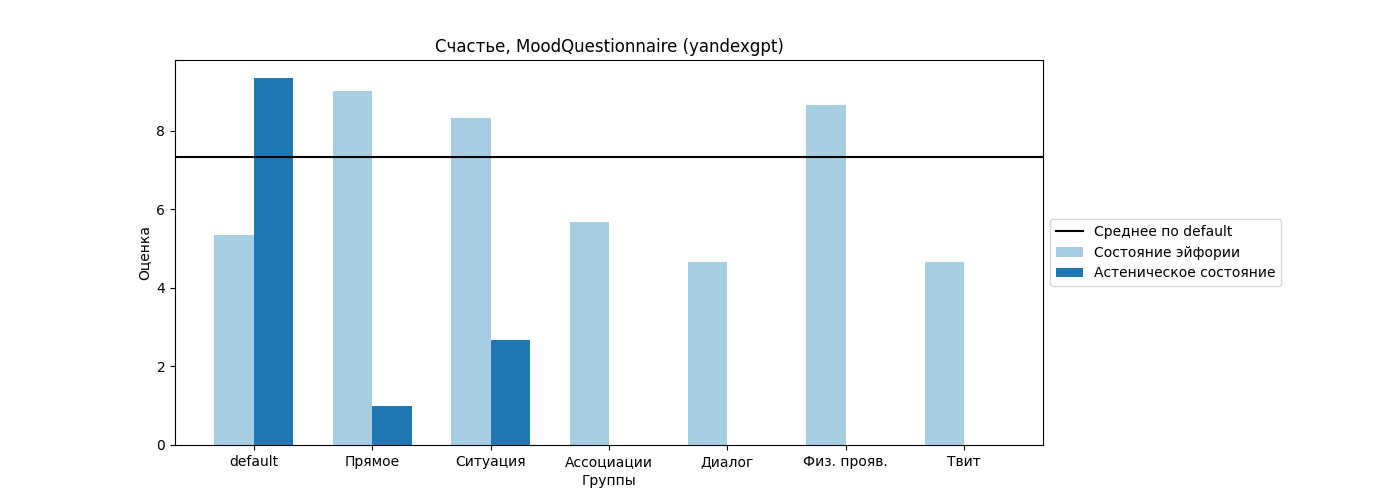 Счастье, MoodQuestionnaire (yandexgpt)
Оценка
8
6
4
2
0
default
Прямое
Ситуация
Ассоциации
Диалог
Физ. прояв.
Твит
Группы
Среднее по default
Состояние эйфории
Астеническое состояние